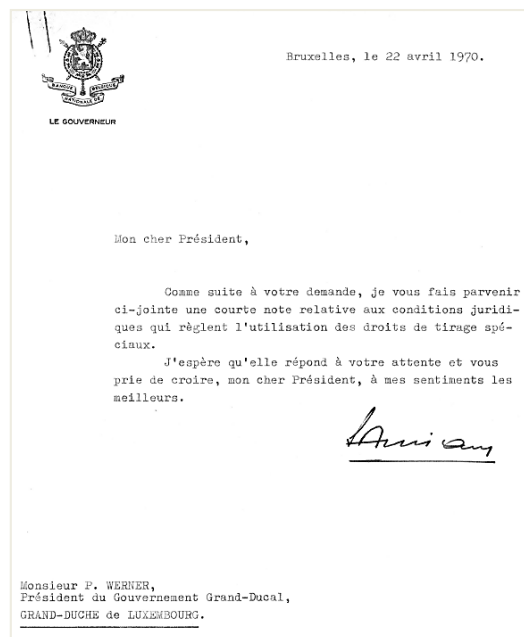 BANQUE
NATIONALE DE
BELGIQUE
LE GOUVERNEUR
Bruxelles, le 22 avril 1970.
Mon cher Président,
Comme suite à votre demande, je vous fais parvenir
ci-jointe une courte note relative aux conditions juridi-
ques qui règlent l'utilisation des droits de tirage spé-
ciaux.
J'espère qu'elle répond à votre attente et vous
prie de croire, mon cher Président, à mes sentiments les
meilleurs.
Monsieur P. WERNER,
Président du Gouvernement Grand-Ducal,
GRAND-DUCHE de LUXEMBOURG.